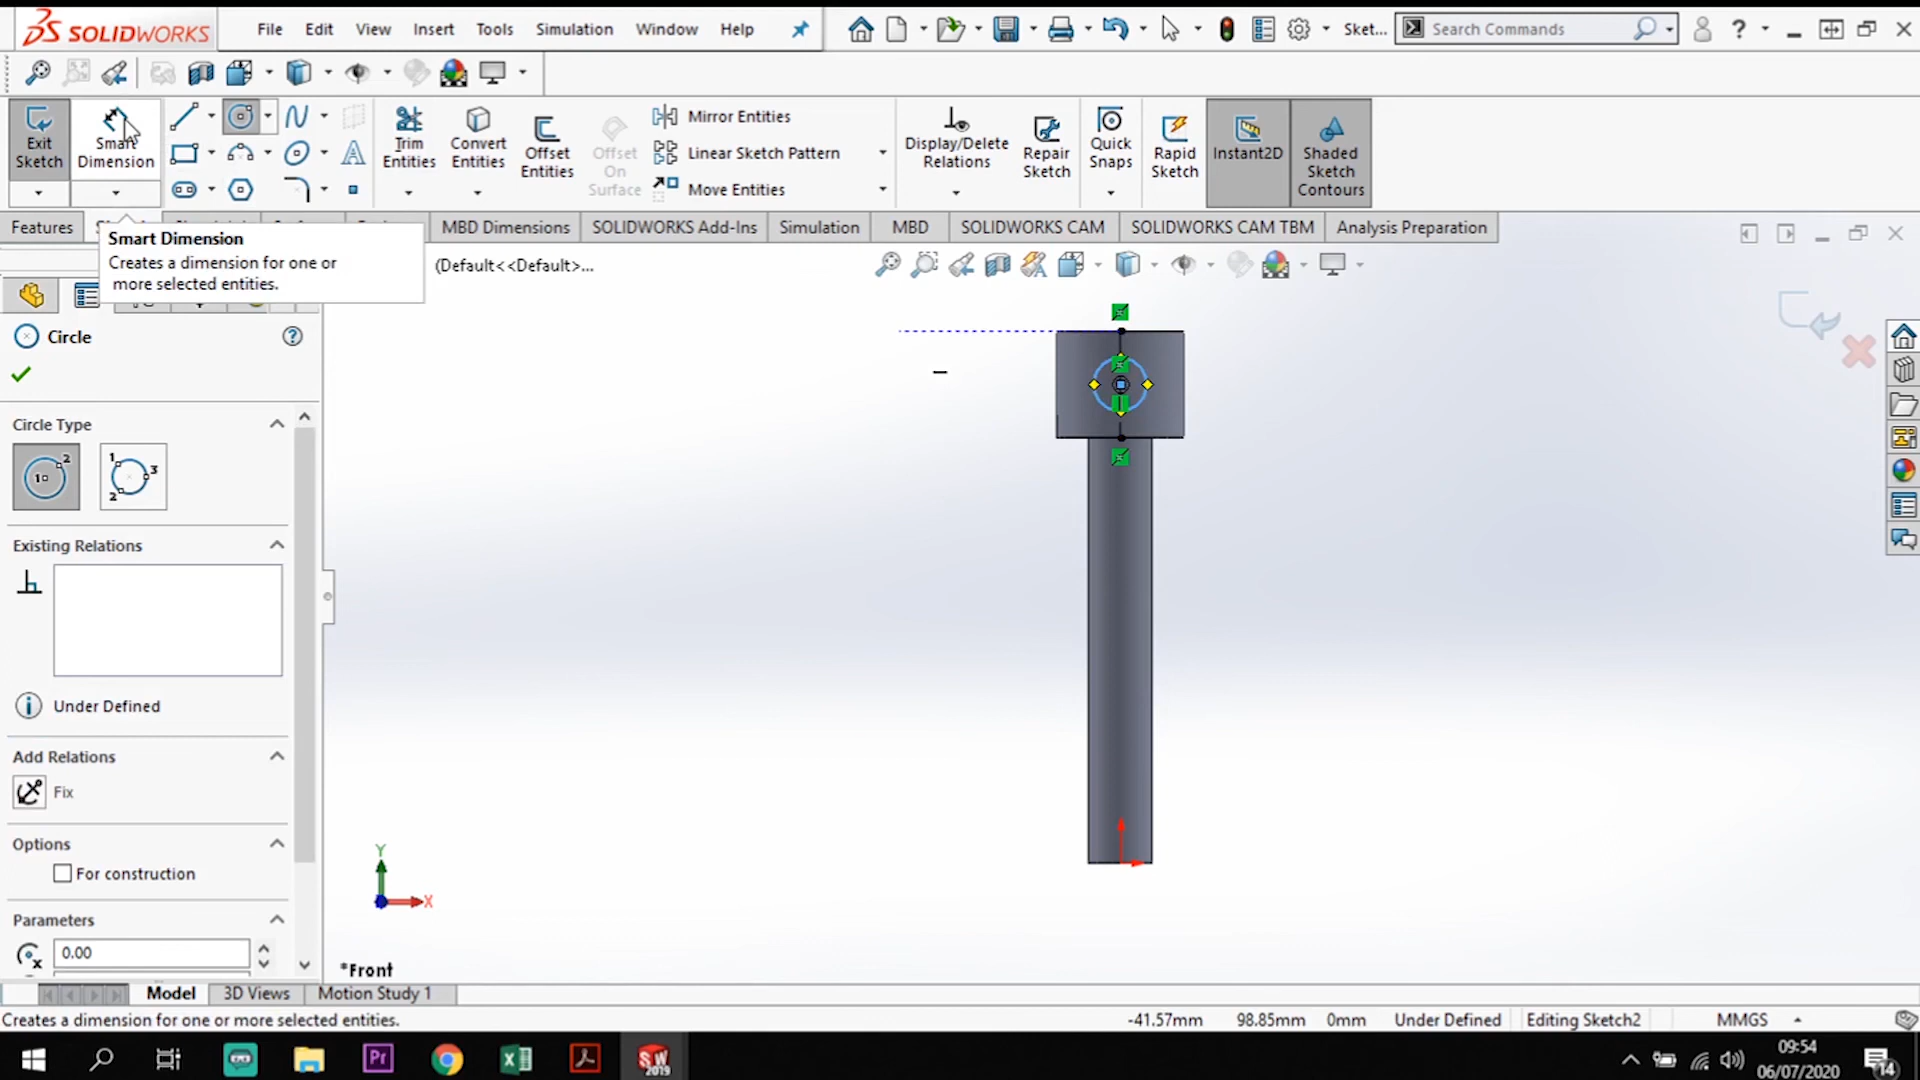 SOLIDWORKS
File Edit View Insert Tools Simulation Window Help
Sket...
Search Commands
Exit Sketch
Smart Dimension
Trim Entities
Convert Entities
Offset Entities
Offset On Surface
Mirror Entities
Linear Sketch Pattern
Move Entities
Display/Delete Relations
Repair Sketch
Quick Snaps
Rapid Sketch
Instant2D
Shaded Sketch Contours
Features
MBD Dimensions
SOLIDWORKS Add-Ins
Simulation
MBD
SOLIDWORKS CAM
SOLIDWORKS CAM TBM
Analysis Preparation
Smart Dimension
Creates a dimension for one or
more selected entities.
(Default<<Default>...
Circle
Circle Type
Existing Relations
Under Defined
Add Relations
Fix
Options
For construction
Parameters
0.00
Y
X
*Front
Model
3D Views
Motion Study 1
Creates a dimension for one or more selected entities.
-41.57mm
98.85mm
0mm
Under Defined
Editing Sketch2
MMGS
Pr
SW
2019
09:54
06/07/2020
14